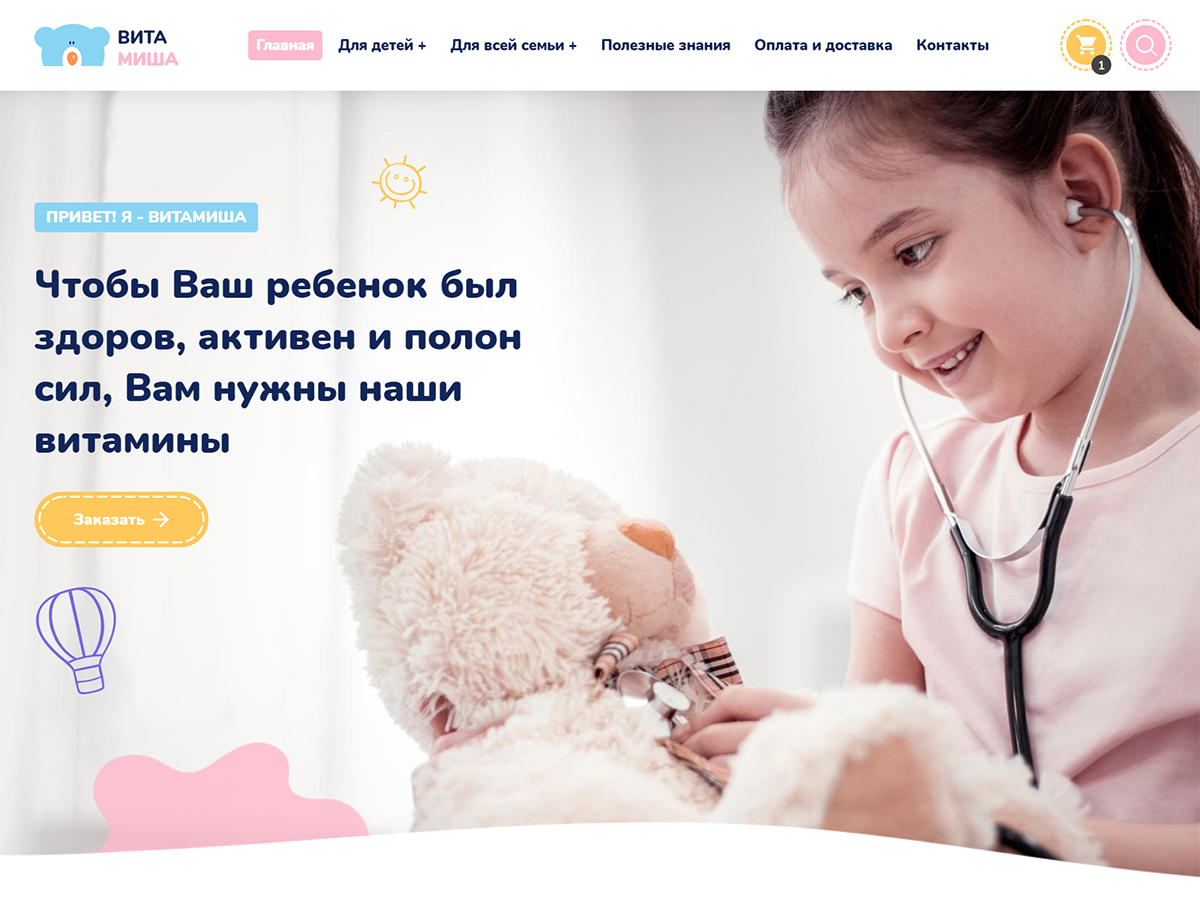 ВИТА
МИША
Главная
Для детей +
Для всей семьи +
Полезные знания
Оплата и доставка
Контакты
1
ПРИВЕТ! Я - ВИТАМИША
Чтобы Ваш ребенок был
здоров, активен и полон
сил, Вам нужны наши
витамины
Заказать